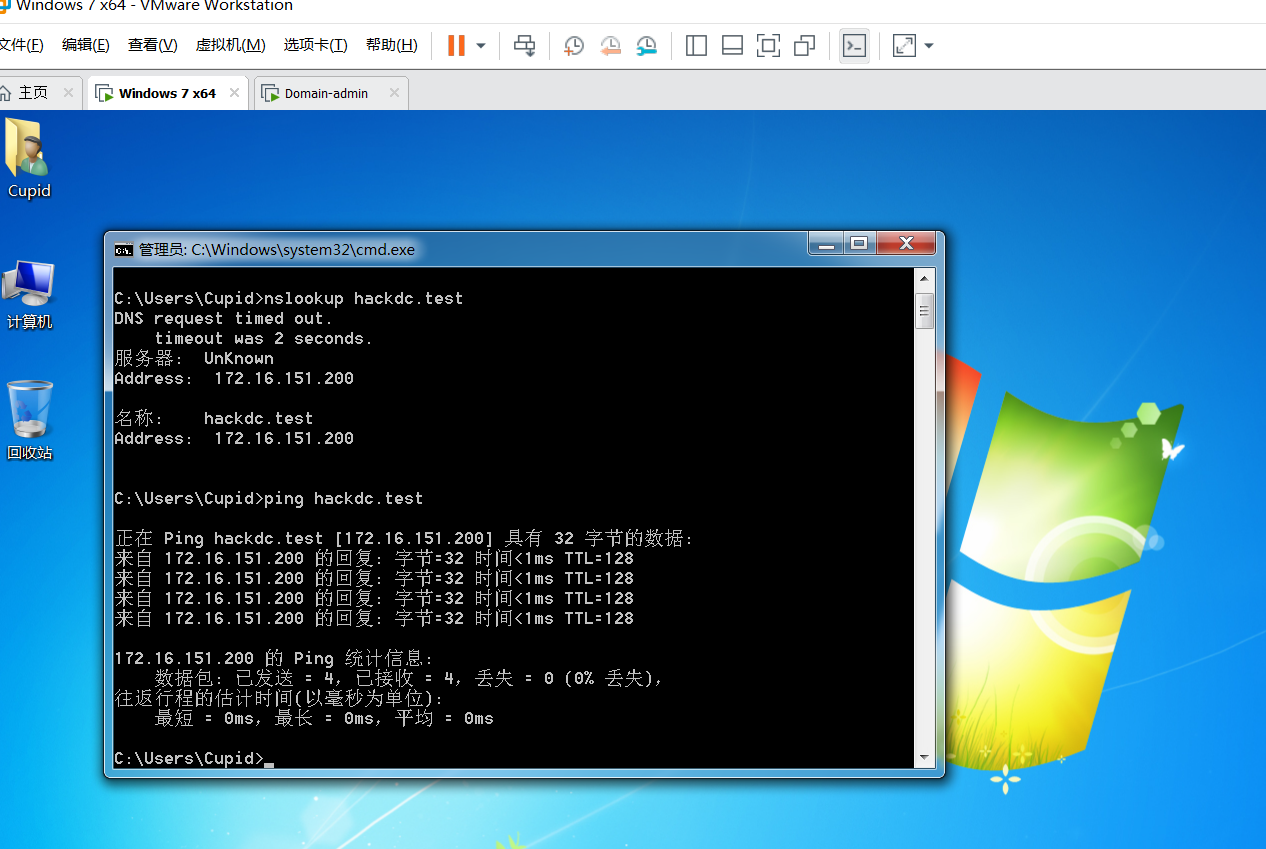 Windows 7 x64 - VMware Workstation
文件(F) 编辑(E) 查看(V) 虚拟机(M) 选项卡(T) 帮助(H)
主页 Windows 7 x64 Domain-admin
Cupid
计算机
回收站
管理员: C:\Windows\system32\cmd.exe
C:\Users\Cupid>nslookup hackdc.test
DNS request timed out.
    timeout was 2 seconds.
服务器:  UnKnown
Address:  172.16.151.200
名称:    hackdc.test
Address:  172.16.151.200
C:\Users\Cupid>ping hackdc.test
正在 Ping hackdc.test [172.16.151.200] 具有 32 字节的数据:
来自 172.16.151.200 的回复: 字节=32 时间<1ms TTL=128
来自 172.16.151.200 的回复: 字节=32 时间<1ms TTL=128
来自 172.16.151.200 的回复: 字节=32 时间<1ms TTL=128
来自 172.16.151.200 的回复: 字节=32 时间<1ms TTL=128
172.16.151.200 的 Ping 统计信息:
    数据包: 已发送 = 4, 已接收 = 4, 丢失 = 0 (0% 丢失),
往返行程的估计时间(以毫秒为单位):
    最短 = 0ms, 最长 = 0ms, 平均 = 0ms
C:\Users\Cupid>_